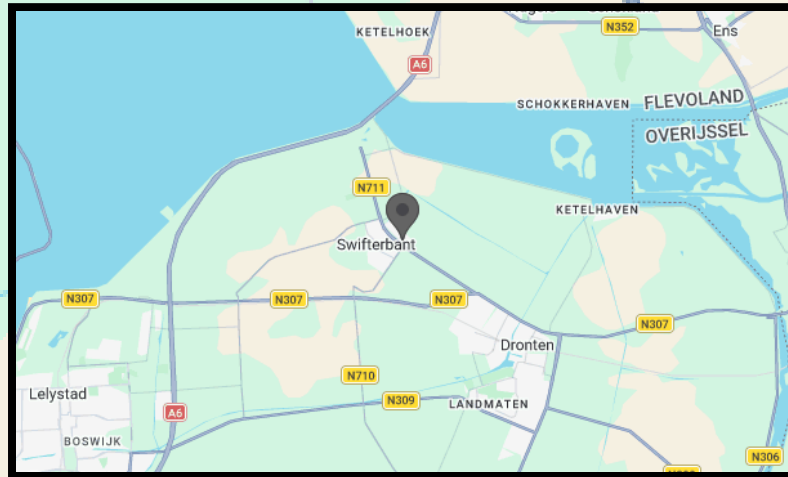 KETELHOEK
N352
Ens
A6
SCHOKKERHAVEN
FLEVOLAND
OVERIJSSEL
N711
KETELHAVEN
Swifterbant
N307
N307
N307
N307
Dronten
N710
Lelystad
N309
LANDMATEN
A6
BOSWIJK
N306